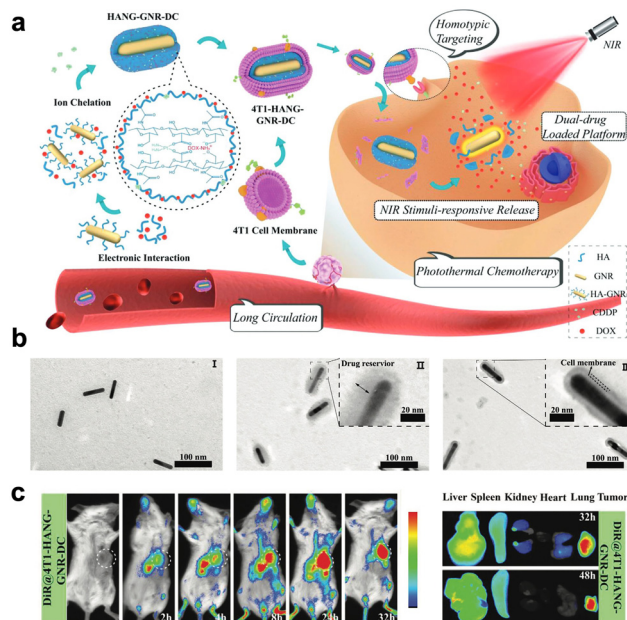 a
HANG-GNR-DC
Ion Chelation
Electronic Interaction
DOX-NH₃⁺
4T1-HANG-
GNR-DC
4T1 Cell Membrane
Homotypic
Targeting
NIR
Dual-drug
Loaded Platform
NIR Stimuli-responsive Release
Photothermal Chemotherapy
Long Circulation
HA
GNR
HA-GNR
CDDP
DOX
b
I
100 nm
Drug reservior
II
20 nm
100 nm
Cell membrane
20 nm
100 nm
c
DiR@4T1-HANG-
GNR-DC
2h
4h
8h
24h
32h
Liver Spleen Kidney Heart Lung Tumor
32h
48h
DiR@4T1-HANG-
GNR-DC